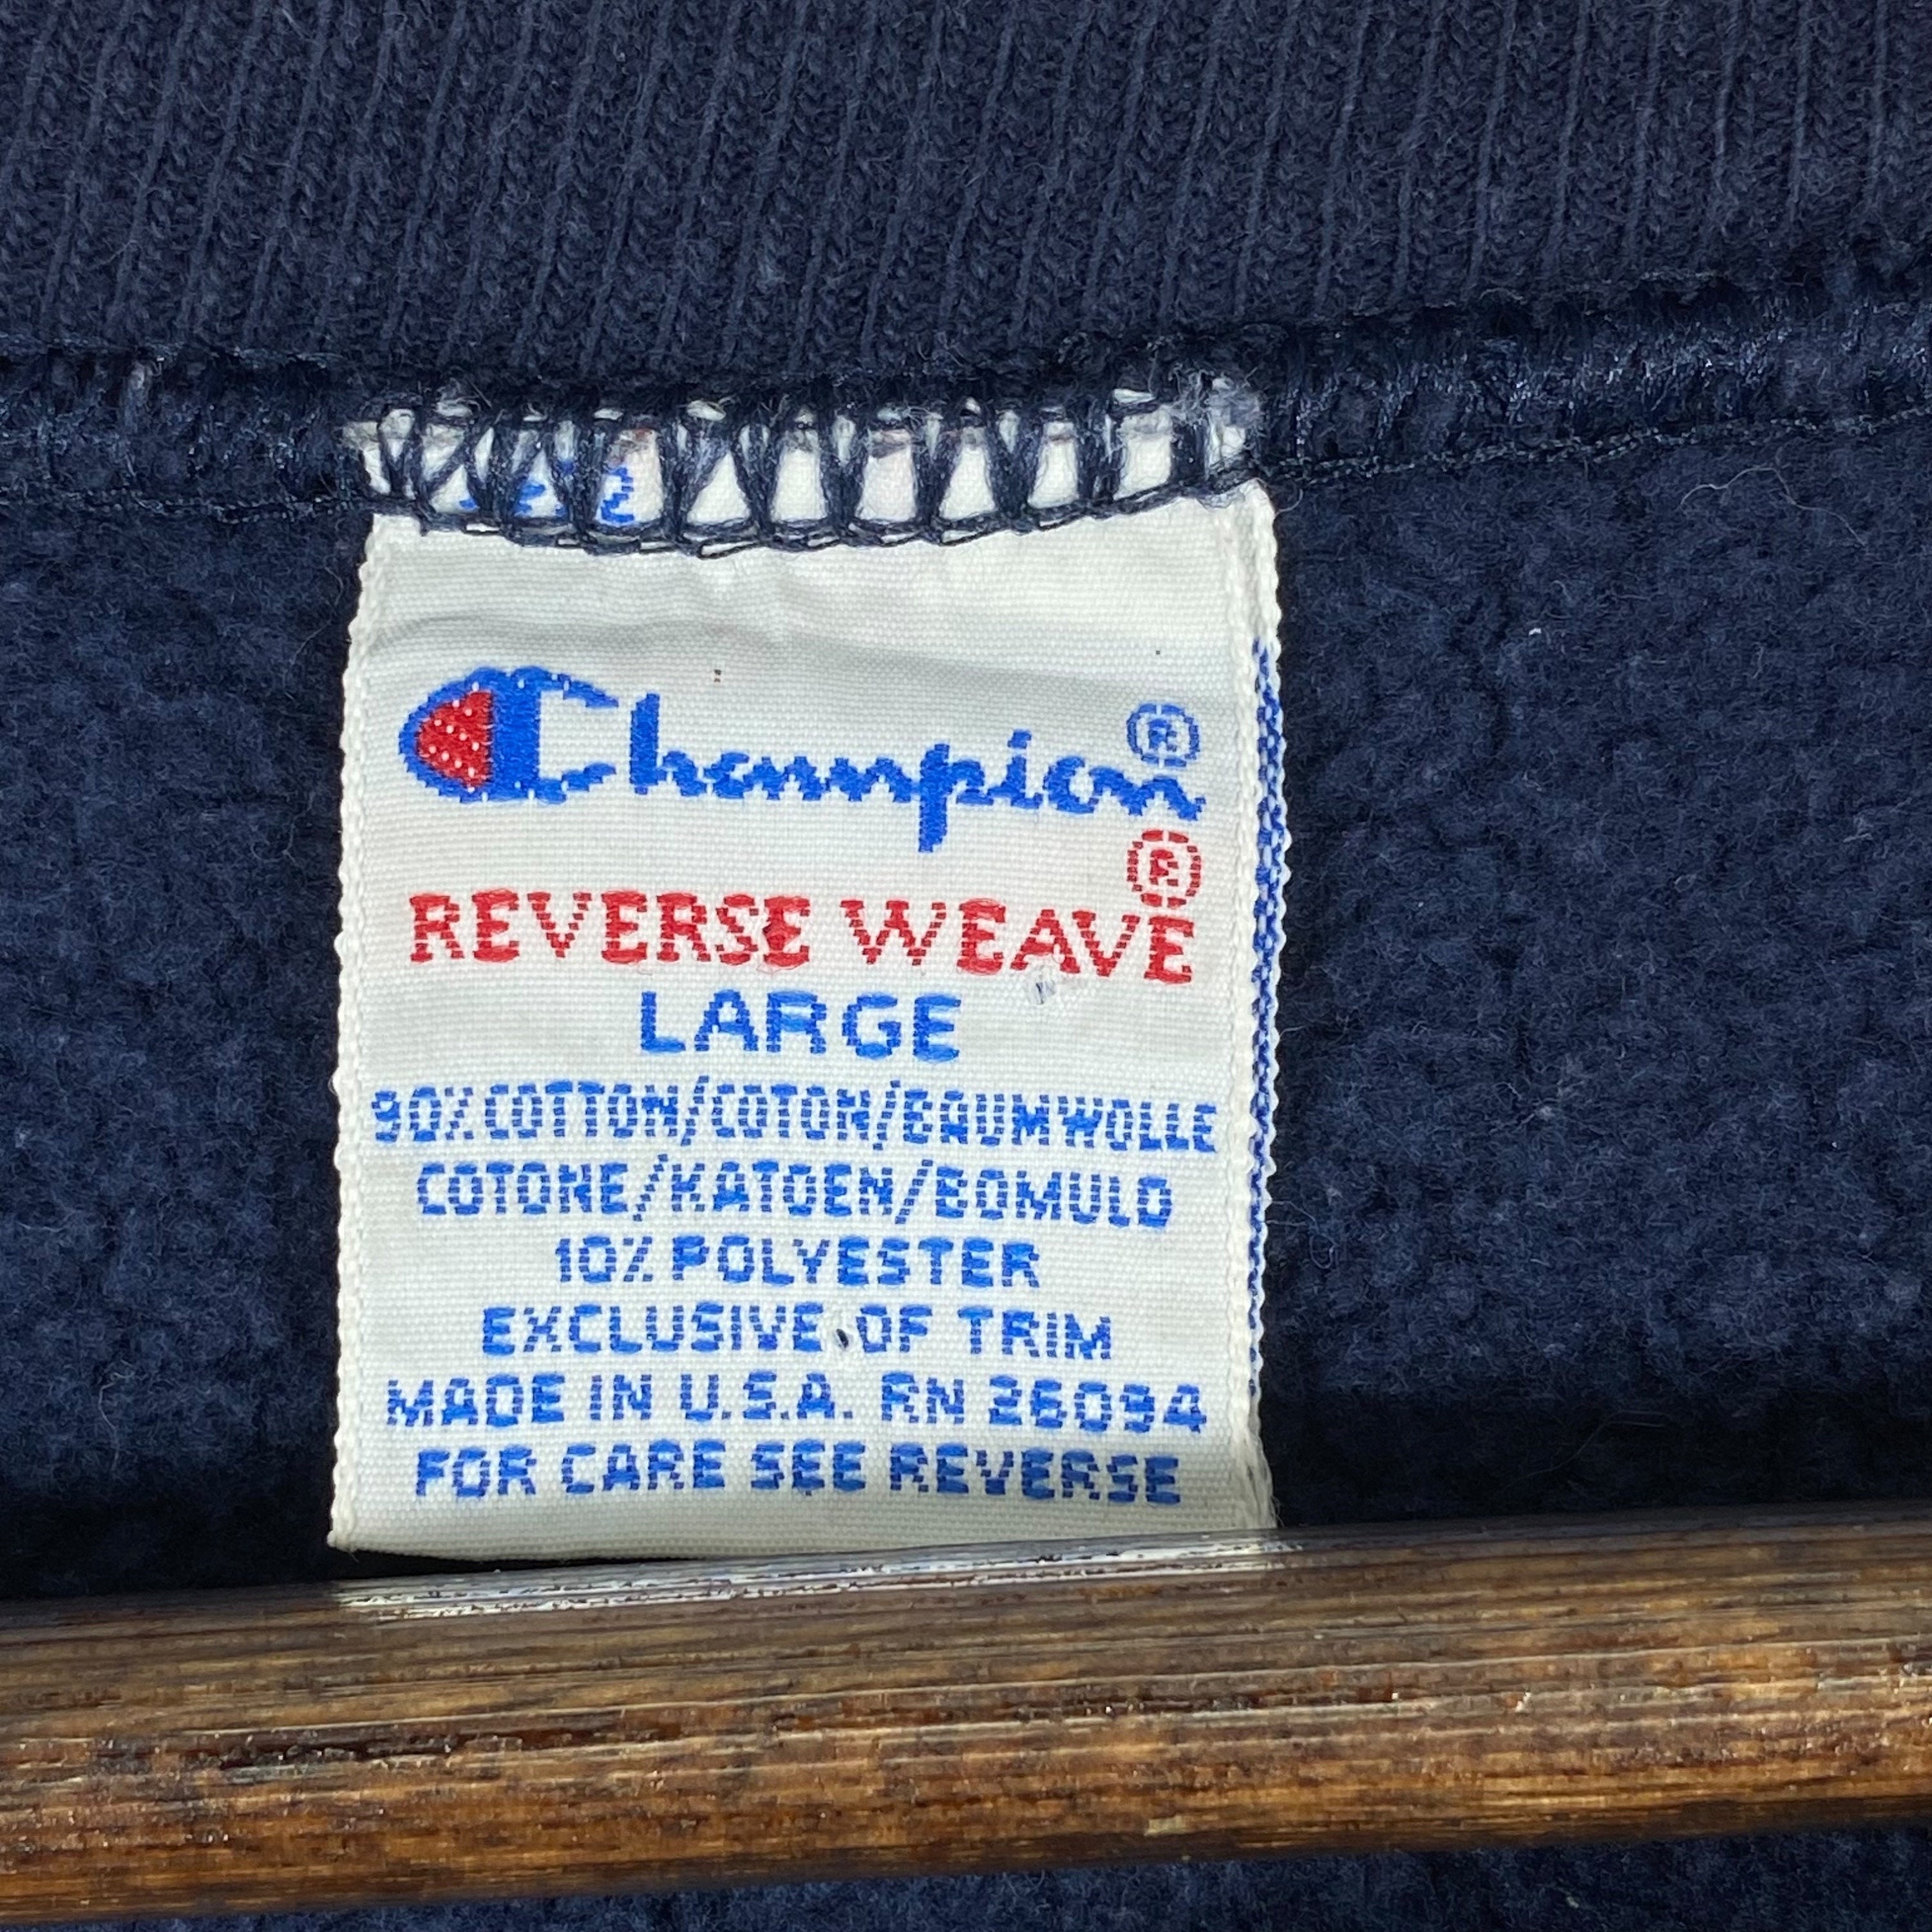 Champion®
REVERSE WEAVE®
LARGE
90% COTTON/COTON/BAUMWOLLE
COTONE/KATOEN/BOMULD
10% POLYESTER
EXCLUSIVE OF TRIM
MADE IN U.S.A. RN 26094
FOR CARE SEE REVERSE